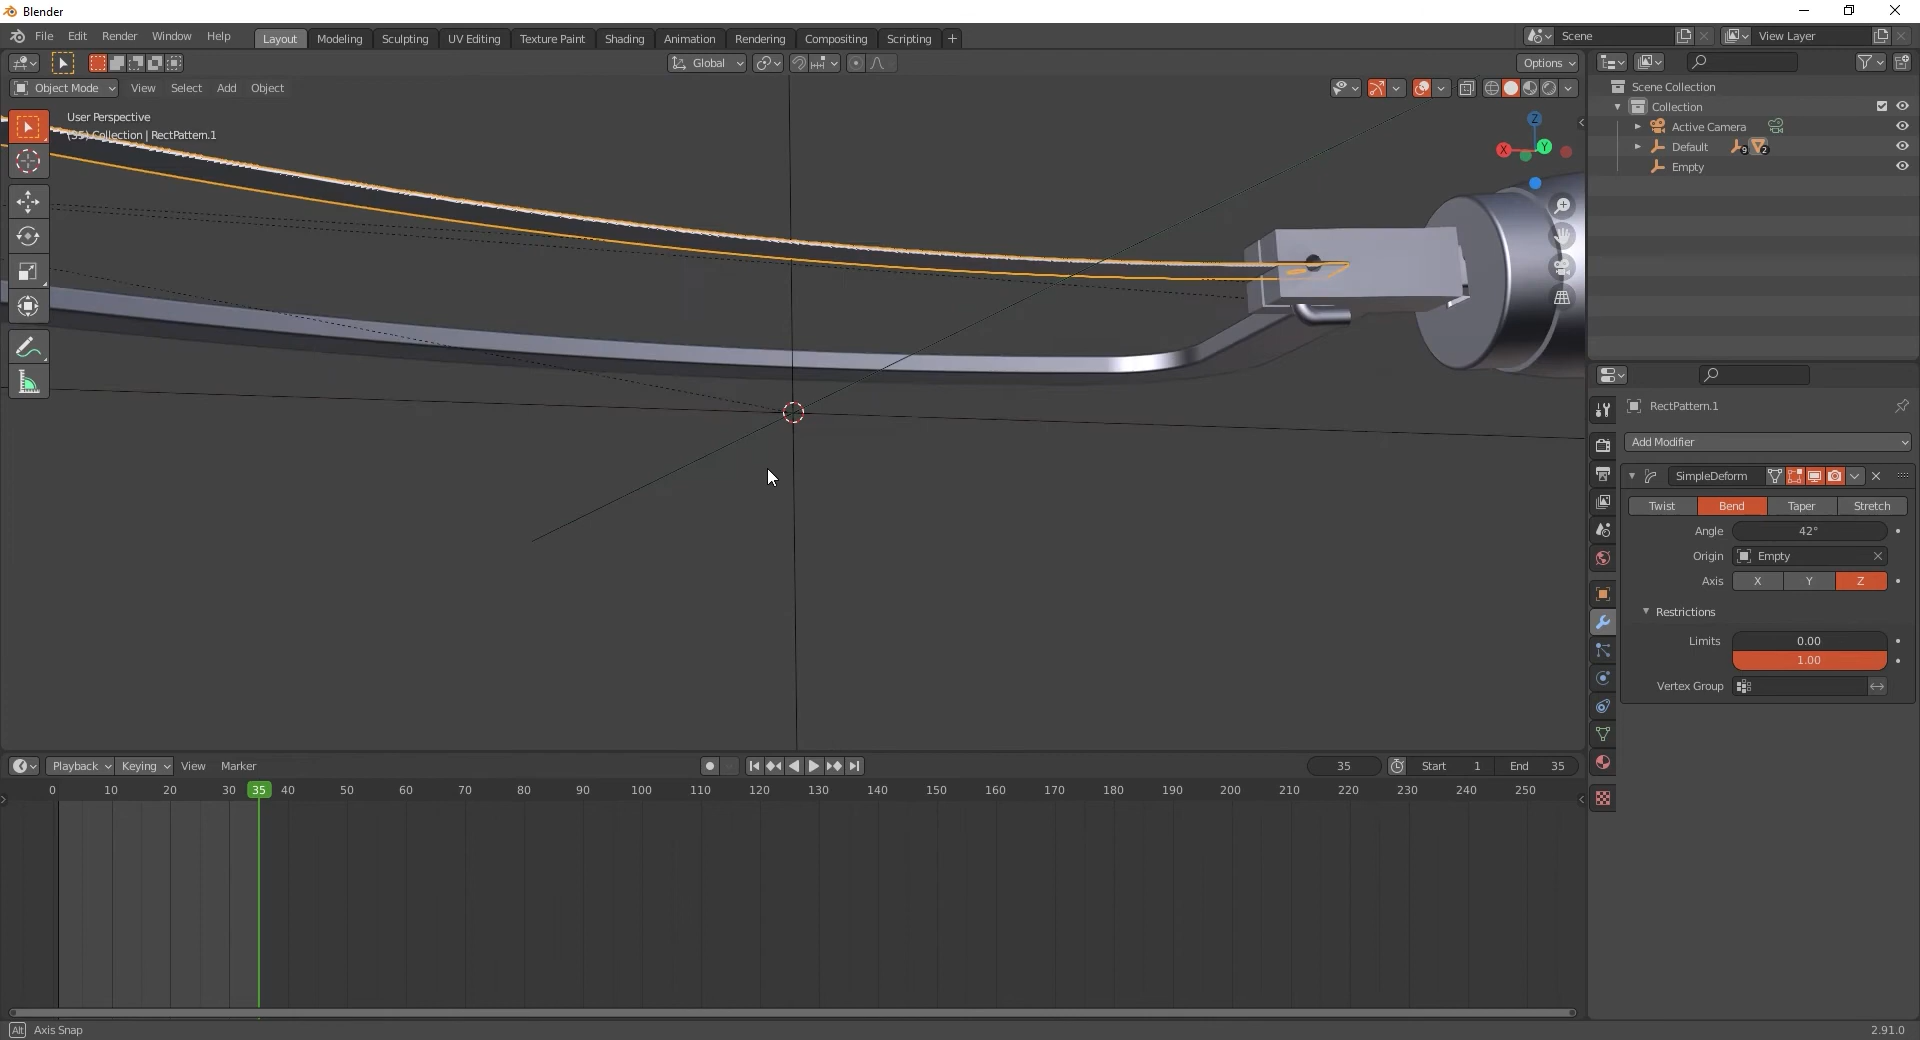 Blender
File Edit Render Window Help Layout Modeling Sculpting UV Editing Texture Paint Shading Animation Rendering Compositing Scripting + Scene View Layer
Global Options
Object Mode View Select Add Object
User Perspective
(35) Collection | RectPattern.1
Z
X Y
Scene Collection
Collection
Active Camera
Default 9 2
Empty
RectPattern.1
Add Modifier
SimpleDeform
Twist Bend Taper Stretch
Angle 42°
Origin Empty
Axis X Y Z
Restrictions
Limits 0.00
1.00
Vertex Group
Playback Keying View Marker 35 Start 1 End 35
0 10 20 30 35 40 50 60 70 80 90 100 110 120 130 140 150 160 170 180 190 200 210 220 230 240 250
Alt Axis Snap 2.91.0